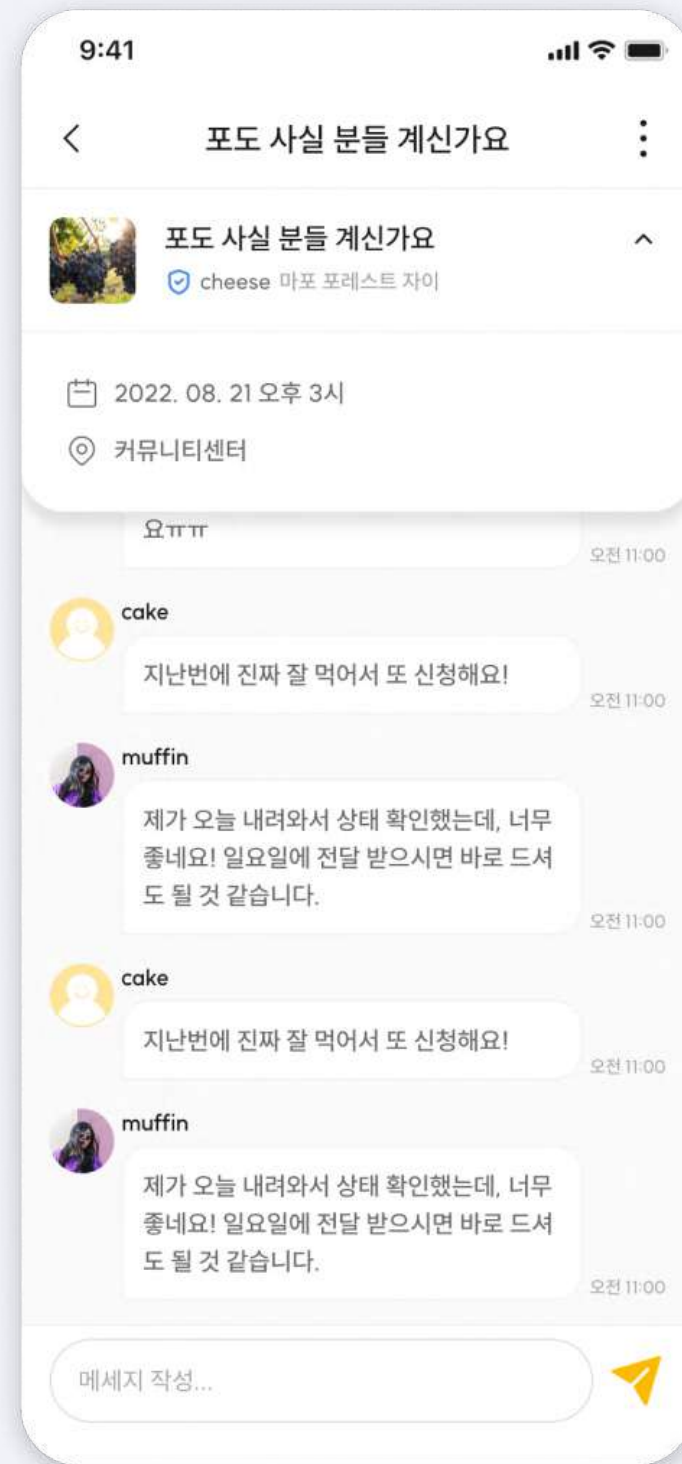 9:41
포도 사실 분들 계신가요
포도 사실 분들 계신가요
cheese 마포 포레스트 자이
2022. 08. 21 오후 3시
커뮤니티센터
요ㅠㅠ
오전 11:00
cake
지난번에 진짜 잘 먹어서 또 신청해요!
오전 11:00
muffin
제가 오늘 내려와서 상태 확인했는데, 너무
좋네요! 일요일에 전달 받으시면 바로 드셔
도 될 것 같습니다.
오전 11:00
cake
지난번에 진짜 잘 먹어서 또 신청해요!
오전 11:00
muffin
제가 오늘 내려와서 상태 확인했는데, 너무
좋네요! 일요일에 전달 받으시면 바로 드셔
도 될 것 같습니다.
오전 11:00
메세지 작성...